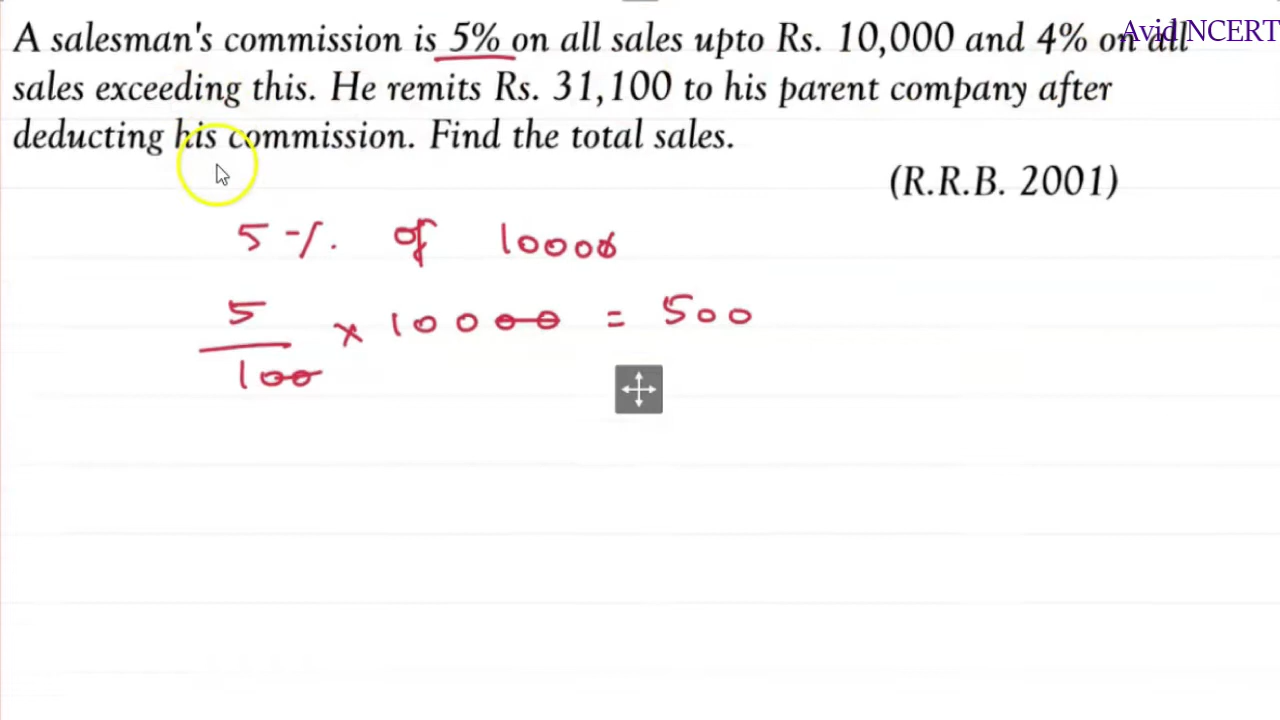 Avid NCERT
A salesman's commission is 5% on all sales upto Rs. 10,000 and 4% on all
sales exceeding this. He remits Rs. 31,100 to his parent company after
deducting his commission. Find the total sales.
(R.R.B. 2001)
5 % of 10000
5
100
× 10000 = 500